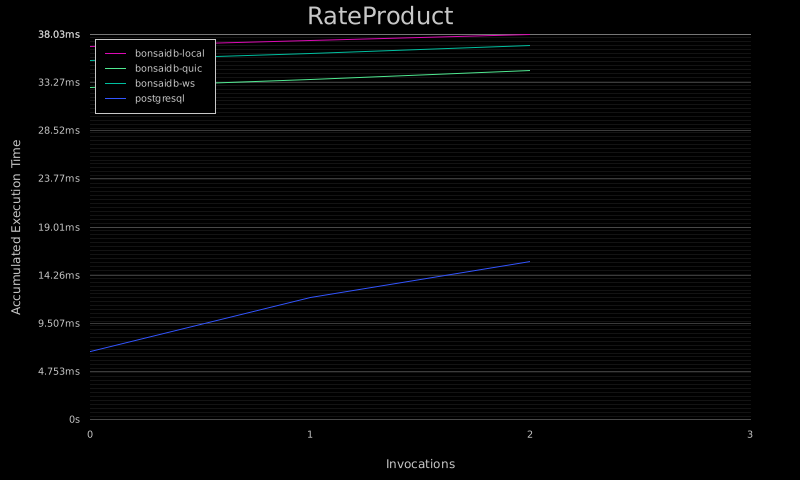 RateProduct
38.03ms
33.27ms
28.52ms
23.77ms
19.01ms
14.26ms
9.507ms
4.753ms
0s
Accumulated Execution Time
bonsaidb-local
bonsaidb-quic
bonsaidb-ws
postgresql
0 1 2 3
Invocations